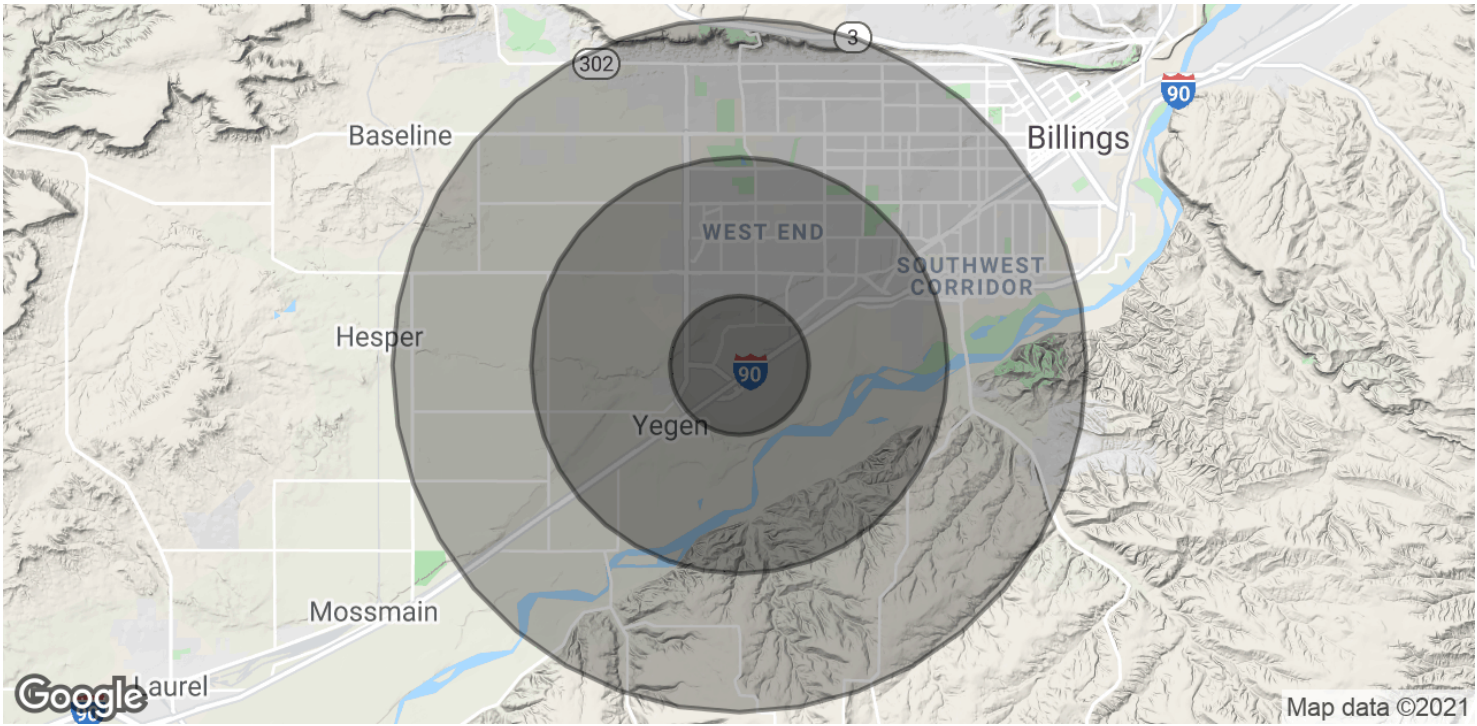 3
302
90
Baseline
Billings
WEST END
SOUTHWEST
CORRIDOR
Hesper
90
Yegen
Mossmain
Laurel
Google
90
Map data ©2021